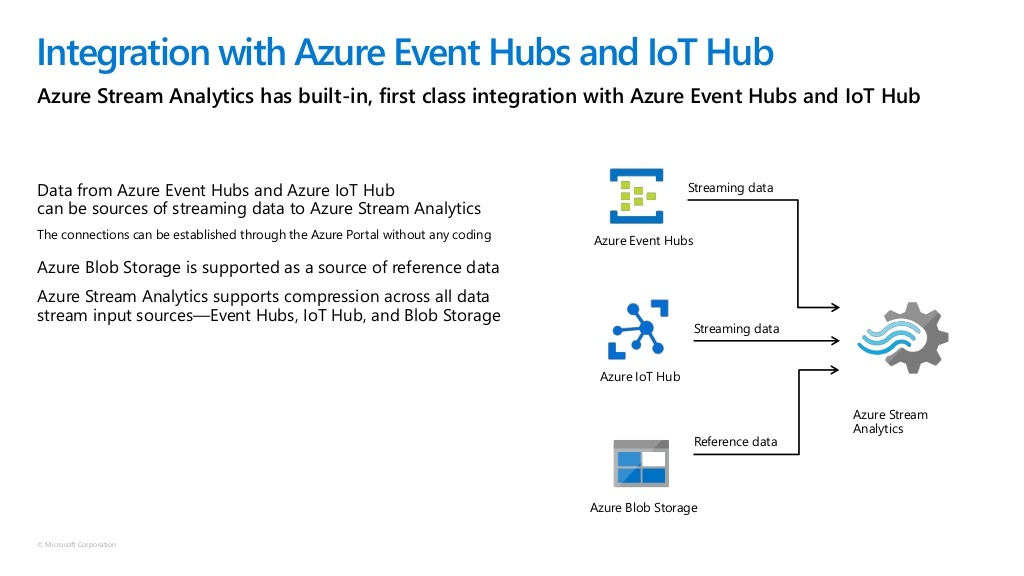 Integration with Azure Event Hubs and IoT Hub
Azure Stream Analytics has built-in, first class integration with Azure Event Hubs and IoT Hub
Data from Azure Event Hubs and Azure IoT Hub
can be sources of streaming data to Azure Stream Analytics
The connections can be established through the Azure Portal without any coding
Azure Blob Storage is supported as a source of reference data
Azure Stream Analytics supports compression across all data
stream input sources—Event Hubs, IoT Hub, and Blob Storage
Streaming data
Azure Event Hubs
Streaming data
Azure IoT Hub
Reference data
Azure Blob Storage
Azure Stream
Analytics
© Microsoft Corporation